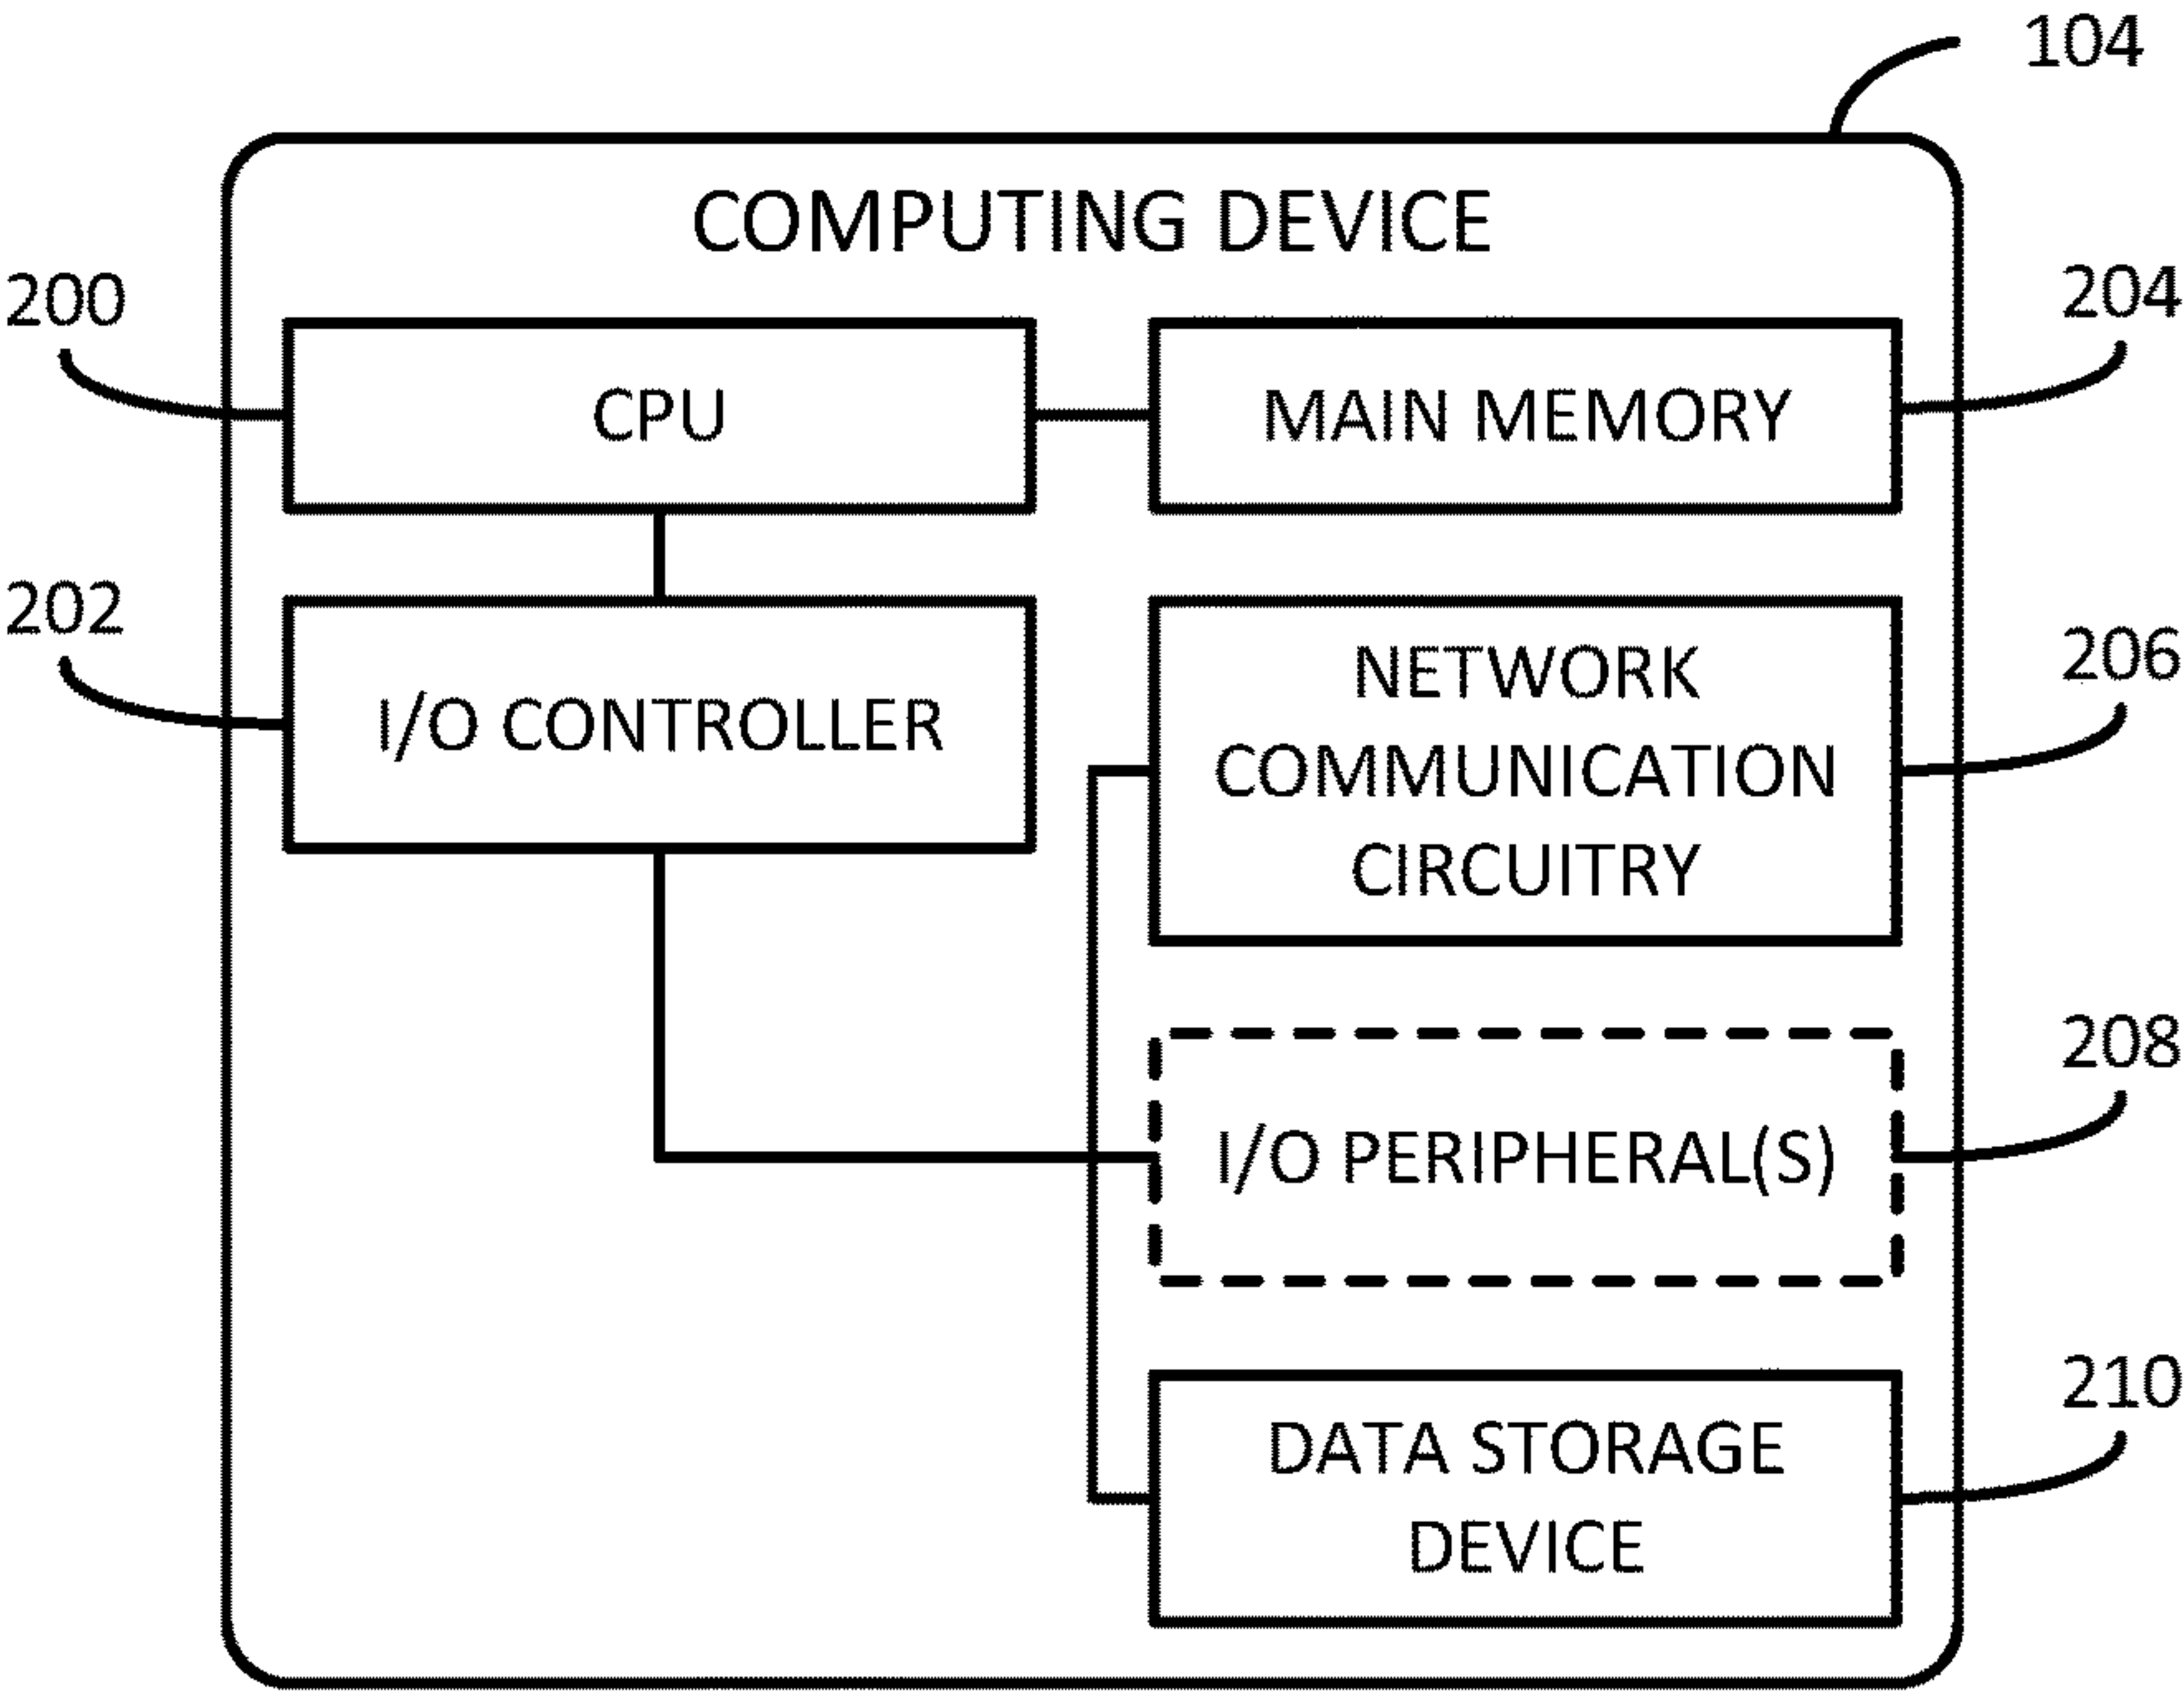 104
COMPUTING DEVICE
200
204
CPU
MAIN MEMORY
202
206
I/O CONTROLLER
NETWORK
COMMUNICATION
CIRCUITRY
208
I/O PERIPHERAL(S)
210
DATA STORAGE
DEVICE